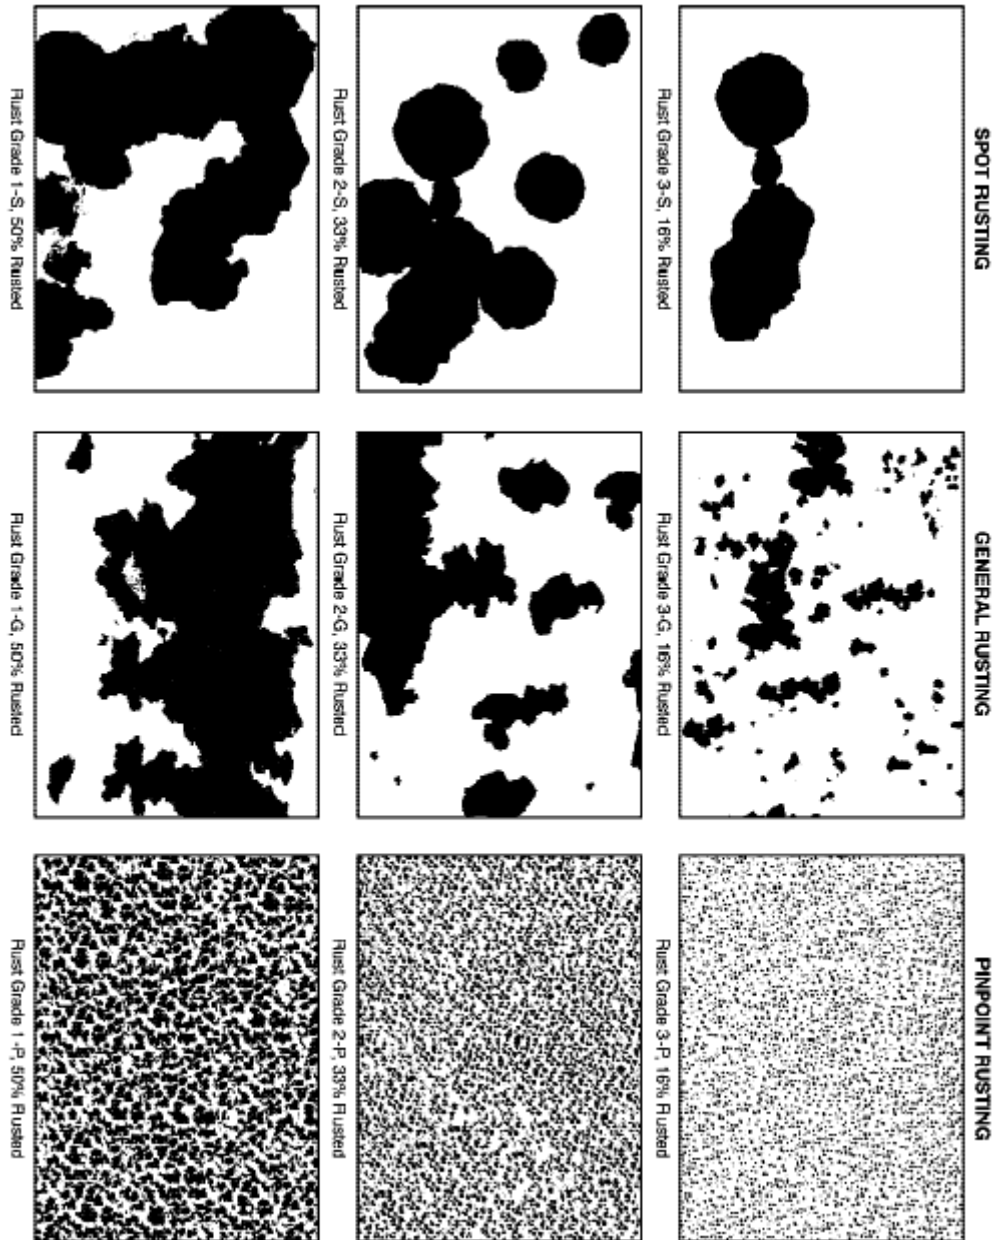 SPOT RUSTING
GENERAL RUSTING
PINPOINT RUSTING
Rust Grade 3-S, 16% Rusted
Rust Grade 3-G, 16% Rusted
Rust Grade 3-P, 16% Rusted
Rust Grade 2-S, 33% Rusted
Rust Grade 2-G, 33% Rusted
Rust Grade 2-P, 33% Rusted
Rust Grade 1-S, 50% Rusted
Rust Grade 1-G, 50% Rusted
Rust Grade 1-P, 50% Rusted